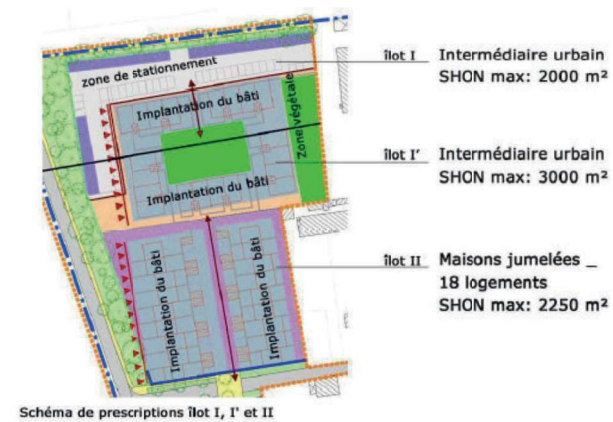 îlot I Intermédiaire urbain
SHON max: 2000 m²
zone de stationnement
Implantation du bâti
Zone végétale
îlot I' Intermédiaire urbain
SHON max: 3000 m²
Implantation du bâti
îlot II Maisons jumelées _
18 logements
SHON max: 2250 m²
Implantation du bâti
Implantation du bâti
Schéma de prescriptions îlot I, I' et II